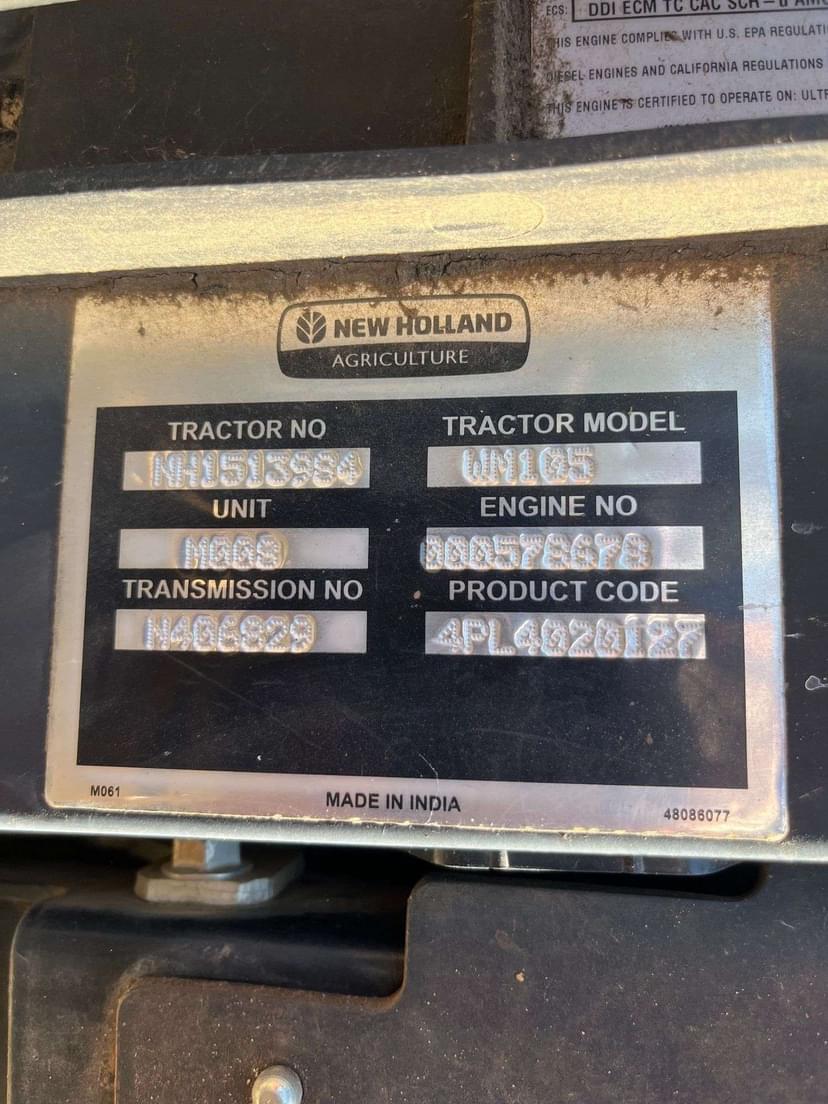 ECS: DDI ECM TC CAC SCR-U
THIS ENGINE COMPLIES WITH U.S. EPA
DIESEL ENGINES AND CALIFORNIA REGULATIONS
THIS ENGINE IS CERTIFIED TO OPERATE ON:
NEW HOLLAND
AGRICULTURE
TRACTOR NO TRACTOR MODEL
NH1513984 WM105
UNIT ENGINE NO
M008 000578678
TRANSMISSION NO PRODUCT CODE
N406829 4PL4020127
M061 MADE IN INDIA 48086077